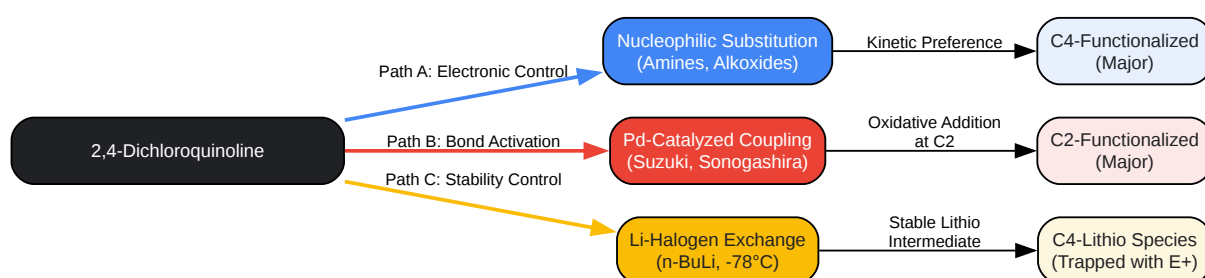 Nucleophilic Substitution
(Amines, Alkoxides)
Kinetic Preference
C4-Functionalized
(Major)
Path A: Electronic Control
2,4-Dichloroquinoline
Path B: Bond Activation
Pd-Catalyzed Coupling
(Suzuki, Sonogashira)
Oxidative Addition
at C2
C2-Functionalized
(Major)
Path C: Stability Control
Li-Halogen Exchange
(n-BuLi, -78°C)
Stable Lithio
Intermediate
C4-Lithio Species
(Trapped with E+)